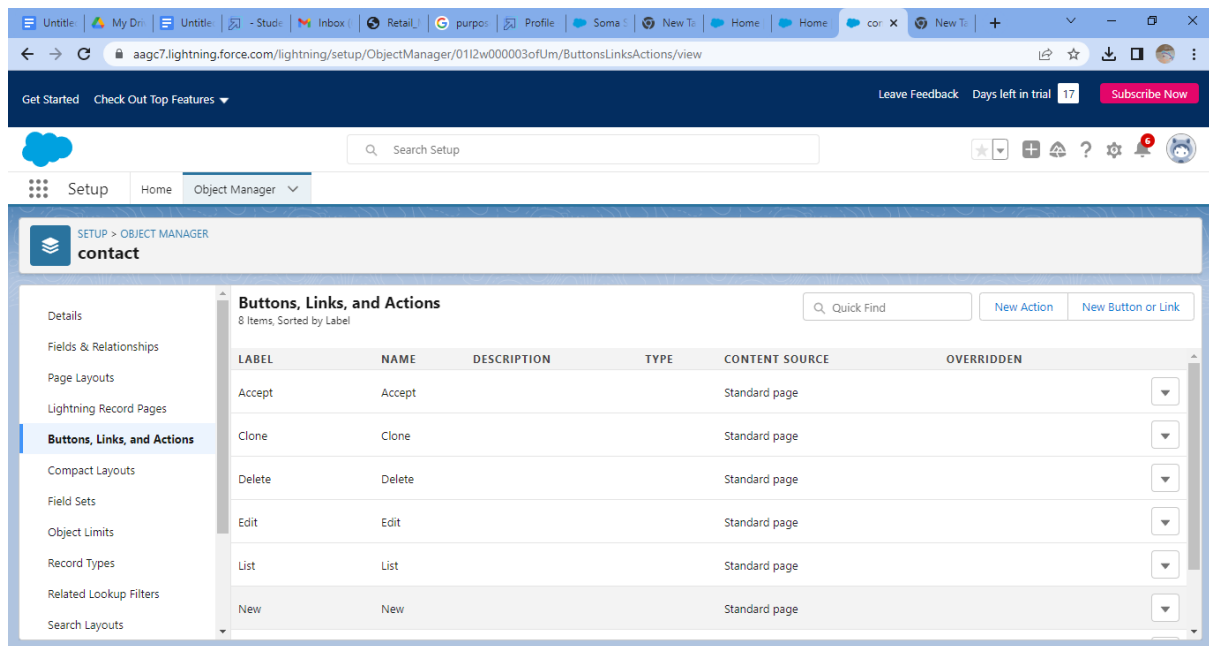 Untitle My Dri Untitle - Stude Inbox ( Retail_I purpos Profile Soma S New Ta Home Home cor New Ta
aagc7.lightning.force.com/lightning/setup/ObjectManager/01I2w000003ofUm/ButtonsLinksActions/view
Get Started Check Out Top Features Leave Feedback Days left in trial 17 Subscribe Now
Search Setup 6
Setup Home Object Manager
SETUP > OBJECT MANAGER
contact
Details
Fields & Relationships
Page Layouts
Lightning Record Pages
Buttons, Links, and Actions
Compact Layouts
Field Sets
Object Limits
Record Types
Related Lookup Filters
Search Layouts
Buttons, Links, and Actions
8 Items, Sorted by Label
Quick Find New Action New Button or Link
LABEL NAME DESCRIPTION TYPE CONTENT SOURCE OVERRIDDEN
Accept Accept Standard page
Clone Clone Standard page
Delete Delete Standard page
Edit Edit Standard page
List List Standard page
New New Standard page